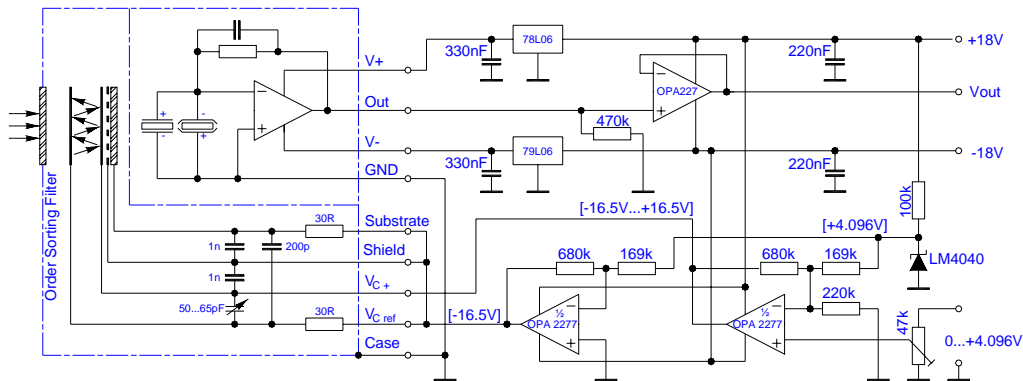 330nF
78L06
220nF
+18V
V+
OPA227
Out
Vout
470k
V-
-18V
330nF
79L06
220nF
GND
Order Sorting Filter
100k
[-16.5V...+16.5V]
Substrate
30R
[+4.096V]
1n
200p
Shield
680k
169k
680k
169k
LM4040
1n
VC +
220k
50...65pF
30R
VC ref
[-16.5V]
½
OPA 2277
½
OPA 2277
47k
0...+4.096V
Case